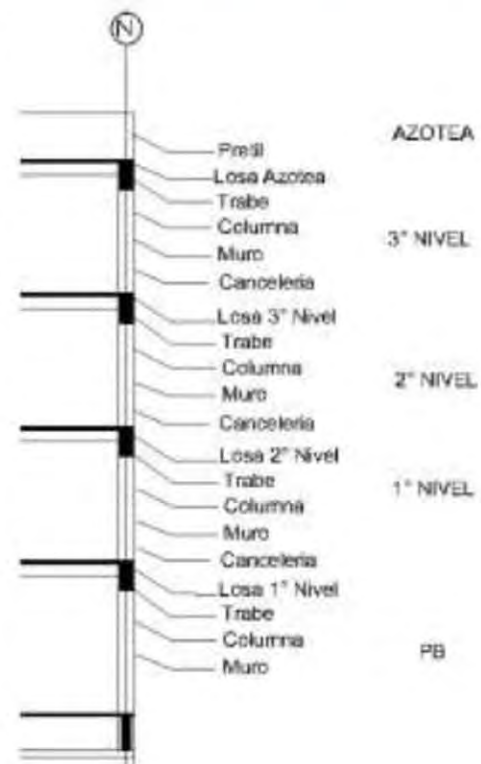 N
AZOTEA
Pretil
Losa Azotea
Trabe
Columna
3° NIVEL
Muro
Canceleria
Losa 3° Nivel
Trabe
Columna
2° NIVEL
Muro
Canceleria
Losa 2° Nivel
Trabe
1° NIVEL
Columna
Muro
Canceleria
Losa 1° Nivel
Trabe
Columna
PB
Muro